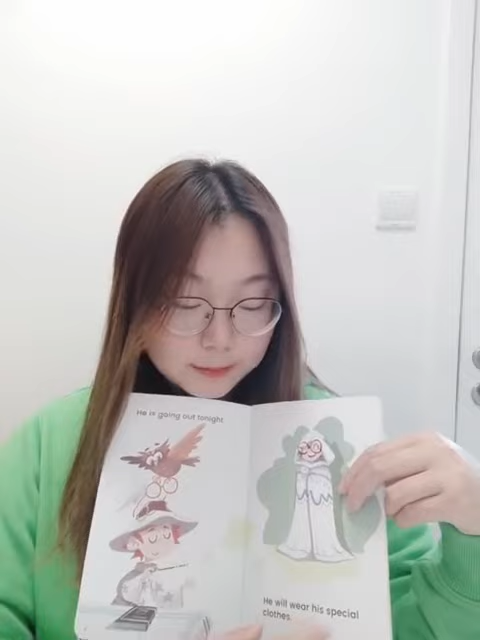 He is going out tonight.
He will wear his special
clothes.